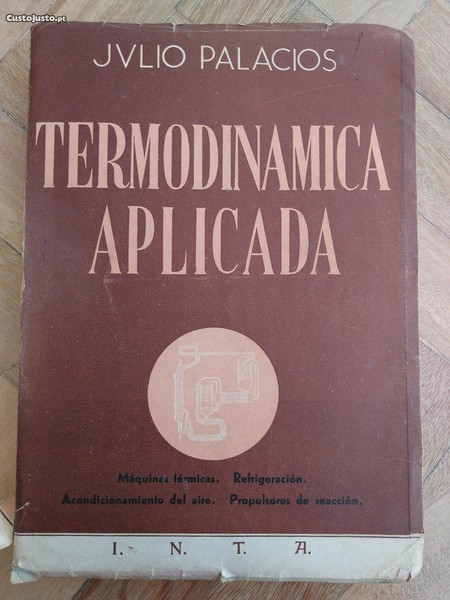 CustoJusto.pt
JVLIO PALACIOS
TERMODINAMICA
APLICADA
Máquinas térmicas. Refrigeración.
Acondicionamiento del aire. Propulsores de reacción.
I. N. T. A.